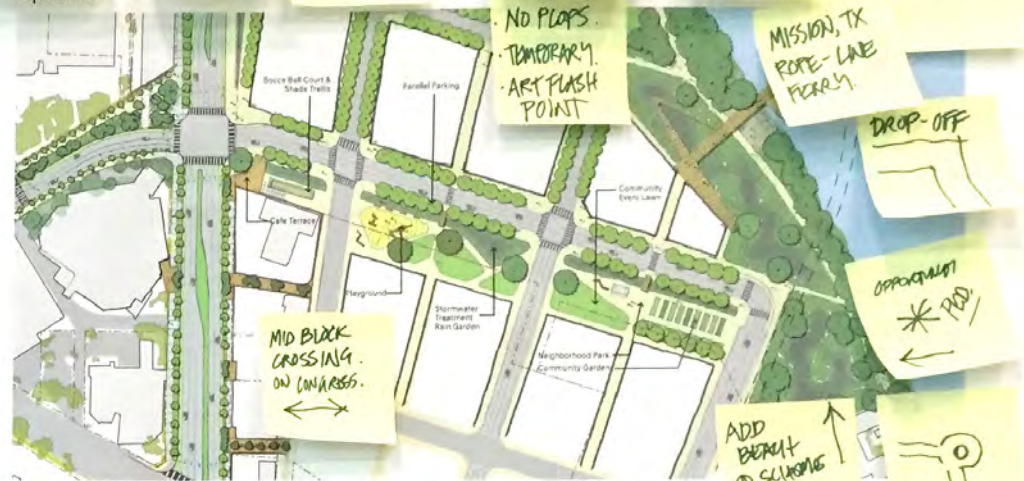 · NO PLOPS.
· TEMPORARY.
· ART FLASH
POINT
MISSION, TX
ROPE-LINE
FERRY.
DROP-OFF
Bocce Ball Court &
Shade Trellis
Parallel Parking
Community
Event Lawn
Cafe Terrace
Playground
Stormwater
Treatment
Rain Garden
Neighborhood Park
Community Garden
MID BLOCK
CROSSING.
ON CONGRESS.
OPPORTUNITY
PED.
ADD
BEACH
SCHEMES